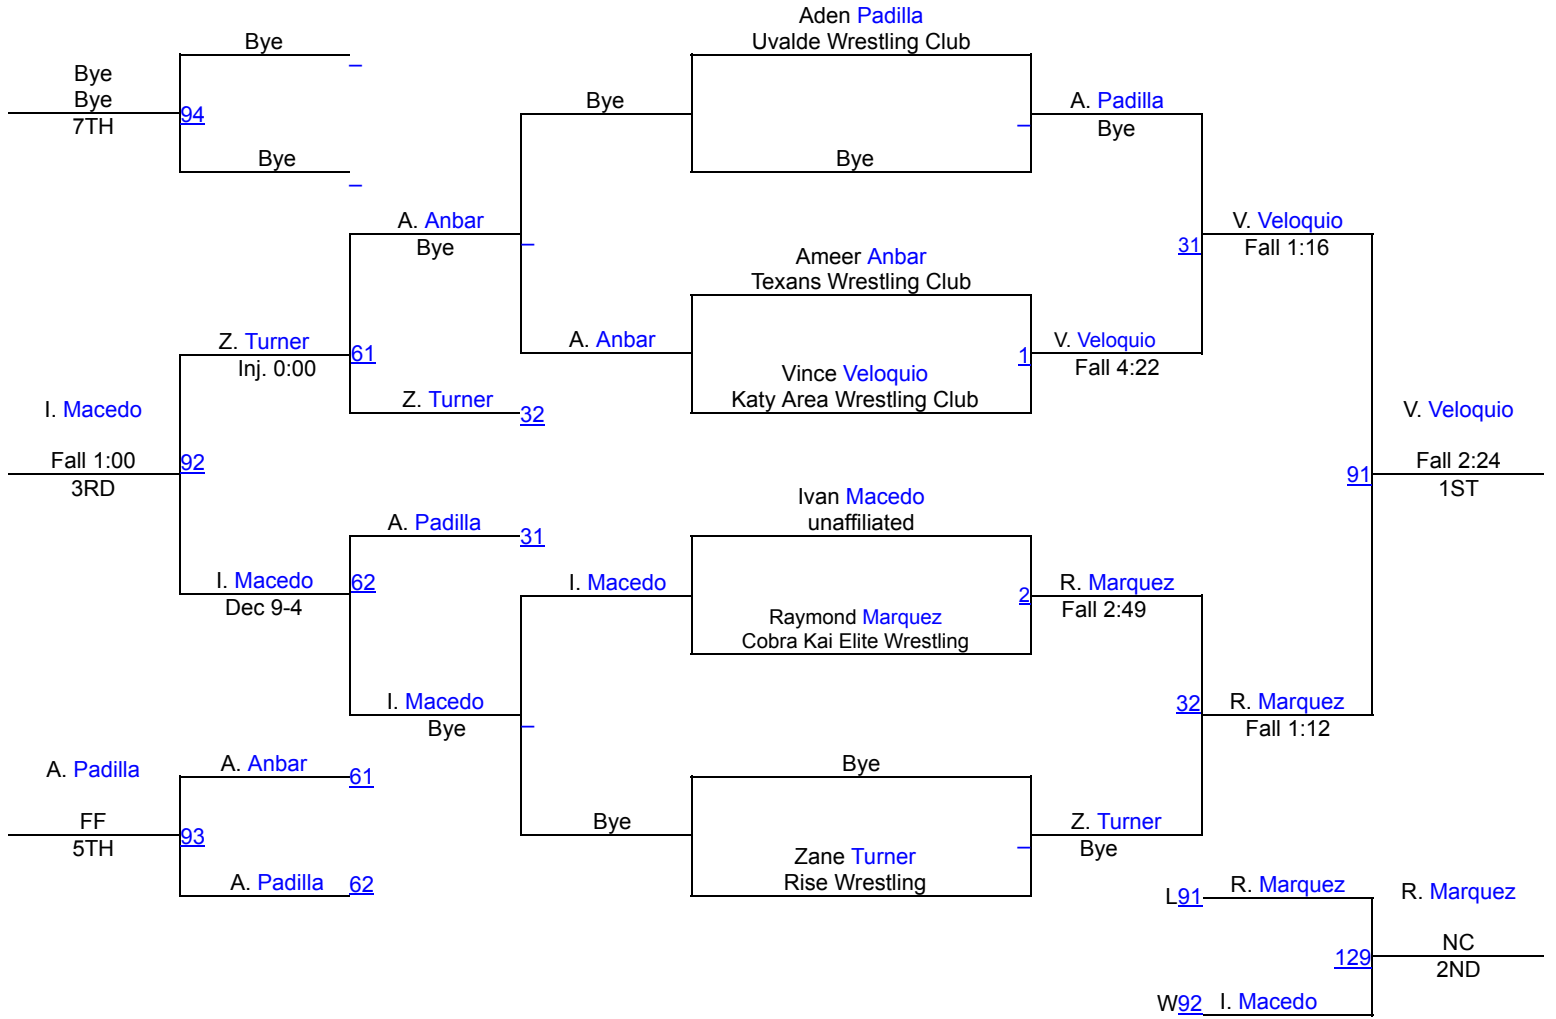 Aden Padilla
Uvalde Wrestling Club
Bye
Bye
Bye
7TH
94
Bye
Bye
A. Padilla
Bye
Bye
A. Anbar
Bye
Ameer Anbar
Texans Wrestling Club
31
V. Veloquio
Fall 1:16
Z. Turner
Inj. 0:00
61
A. Anbar
Vince Veloquio
Katy Area Wrestling Club
1
V. Veloquio
Fall 4:22
Z. Turner
32
I. Macedo
Fall 1:00
3RD
92
V. Veloquio
Fall 2:24
1ST
91
A. Padilla
31
Ivan Macedo
unaffiliated
I. Macedo
Dec 9-4
62
I. Macedo
Raymond Marquez
Cobra Kai Elite Wrestling
2
R. Marquez
Fall 2:49
I. Macedo
Bye
32
R. Marquez
Fall 1:12
A. Padilla
FF
5TH
A. Anbar
61
93
A. Padilla
62
Bye
Bye
Zane Turner
Rise Wrestling
Z. Turner
Bye
L91
R. Marquez
R. Marquez
NC
2ND
129
W92
I. Macedo